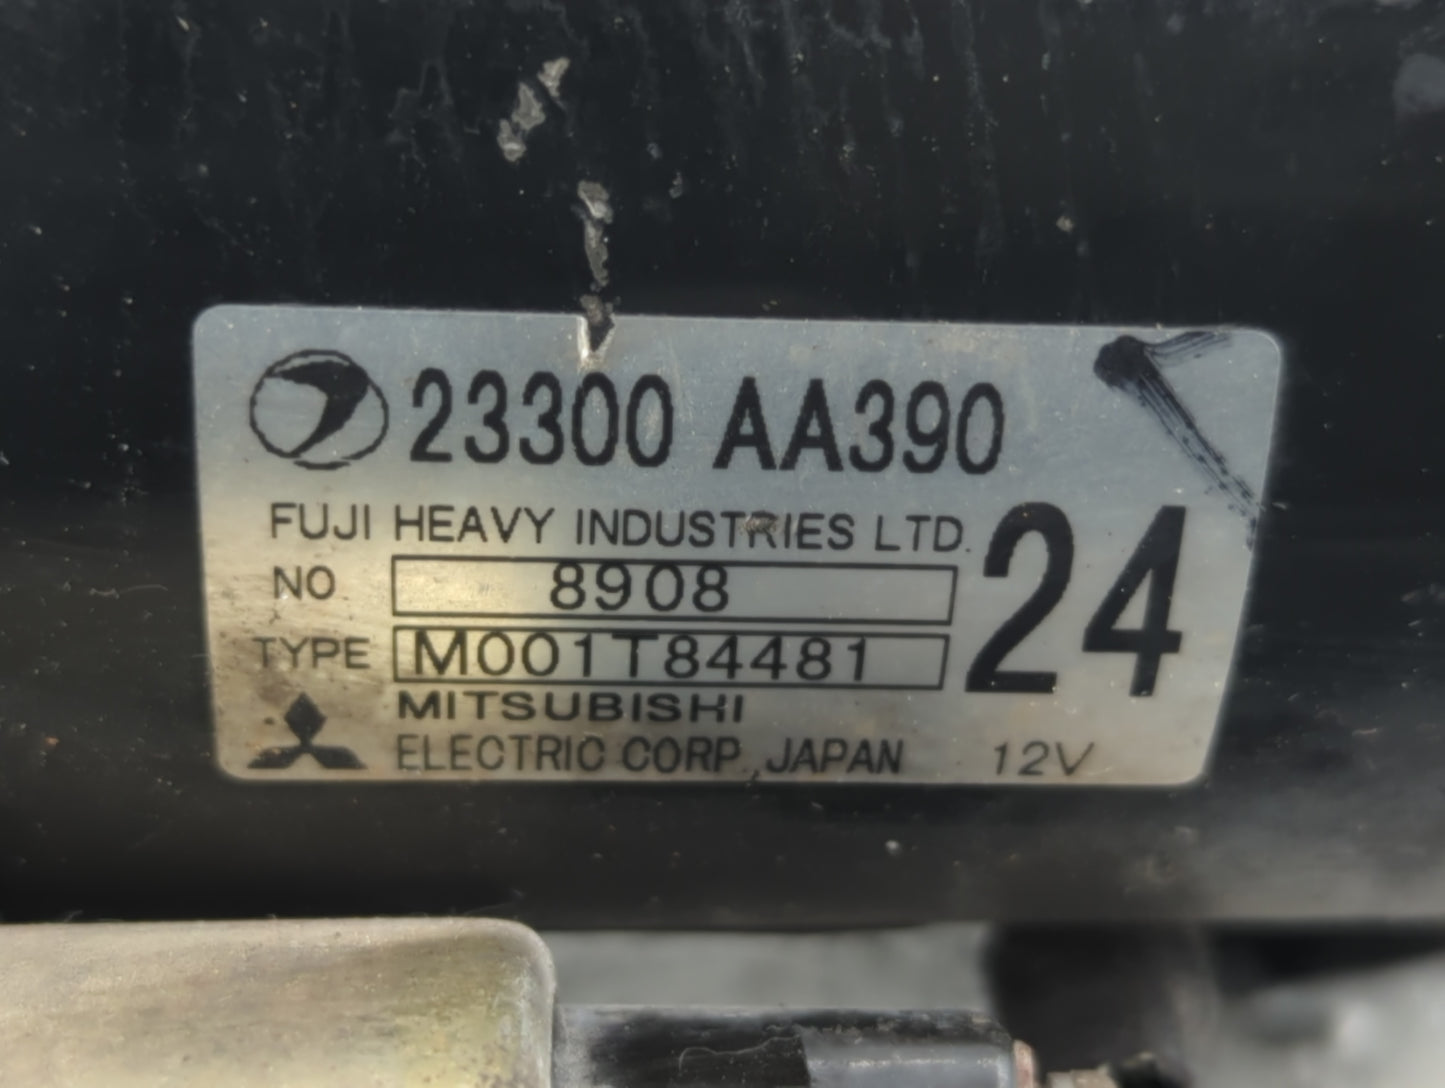 23300 AA390
FUJI HEAVY INDUSTRIES LTD.
24
NO 8908
TYPE M001T84481
MITSUBISHI
ELECTRIC CORP. JAPAN 12V